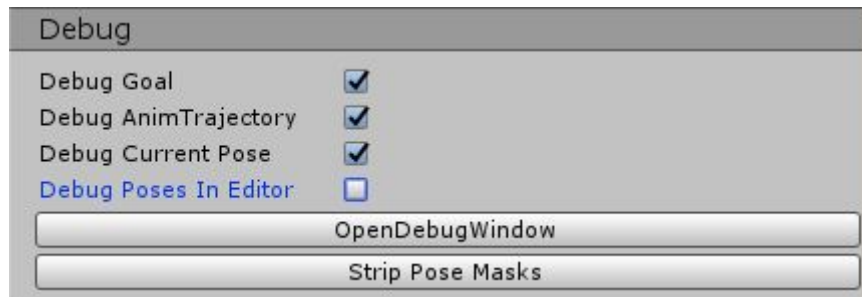 Debug
Debug Goal
Debug AnimTrajectory
Debug Current Pose
Debug Poses In Editor
OpenDebugWindow
Strip Pose Masks